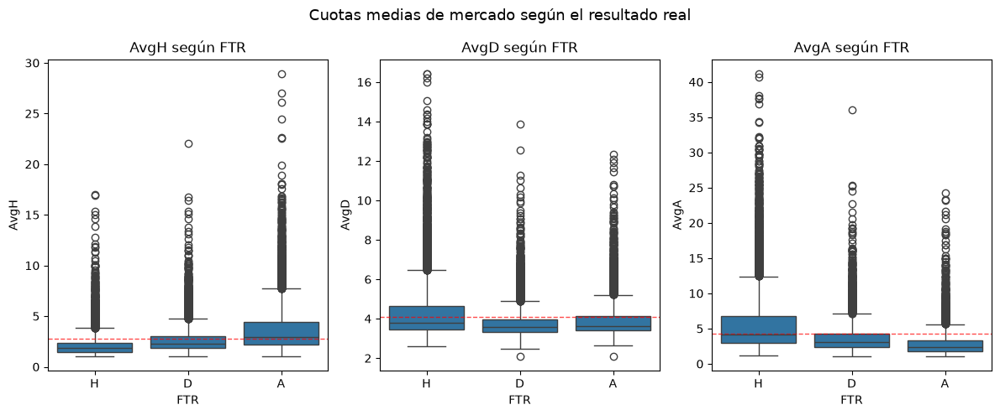 Cuotas medias de mercado según el resultado real
AvgH según FTR
AvgH
30
25
20
15
10
5
0
H
D
A
FTR
AvgD según FTR
AvgD
16
14
12
10
8
6
4
2
H
D
A
FTR
AvgA según FTR
AvgA
40
35
30
25
20
15
10
5
0
H
D
A
FTR